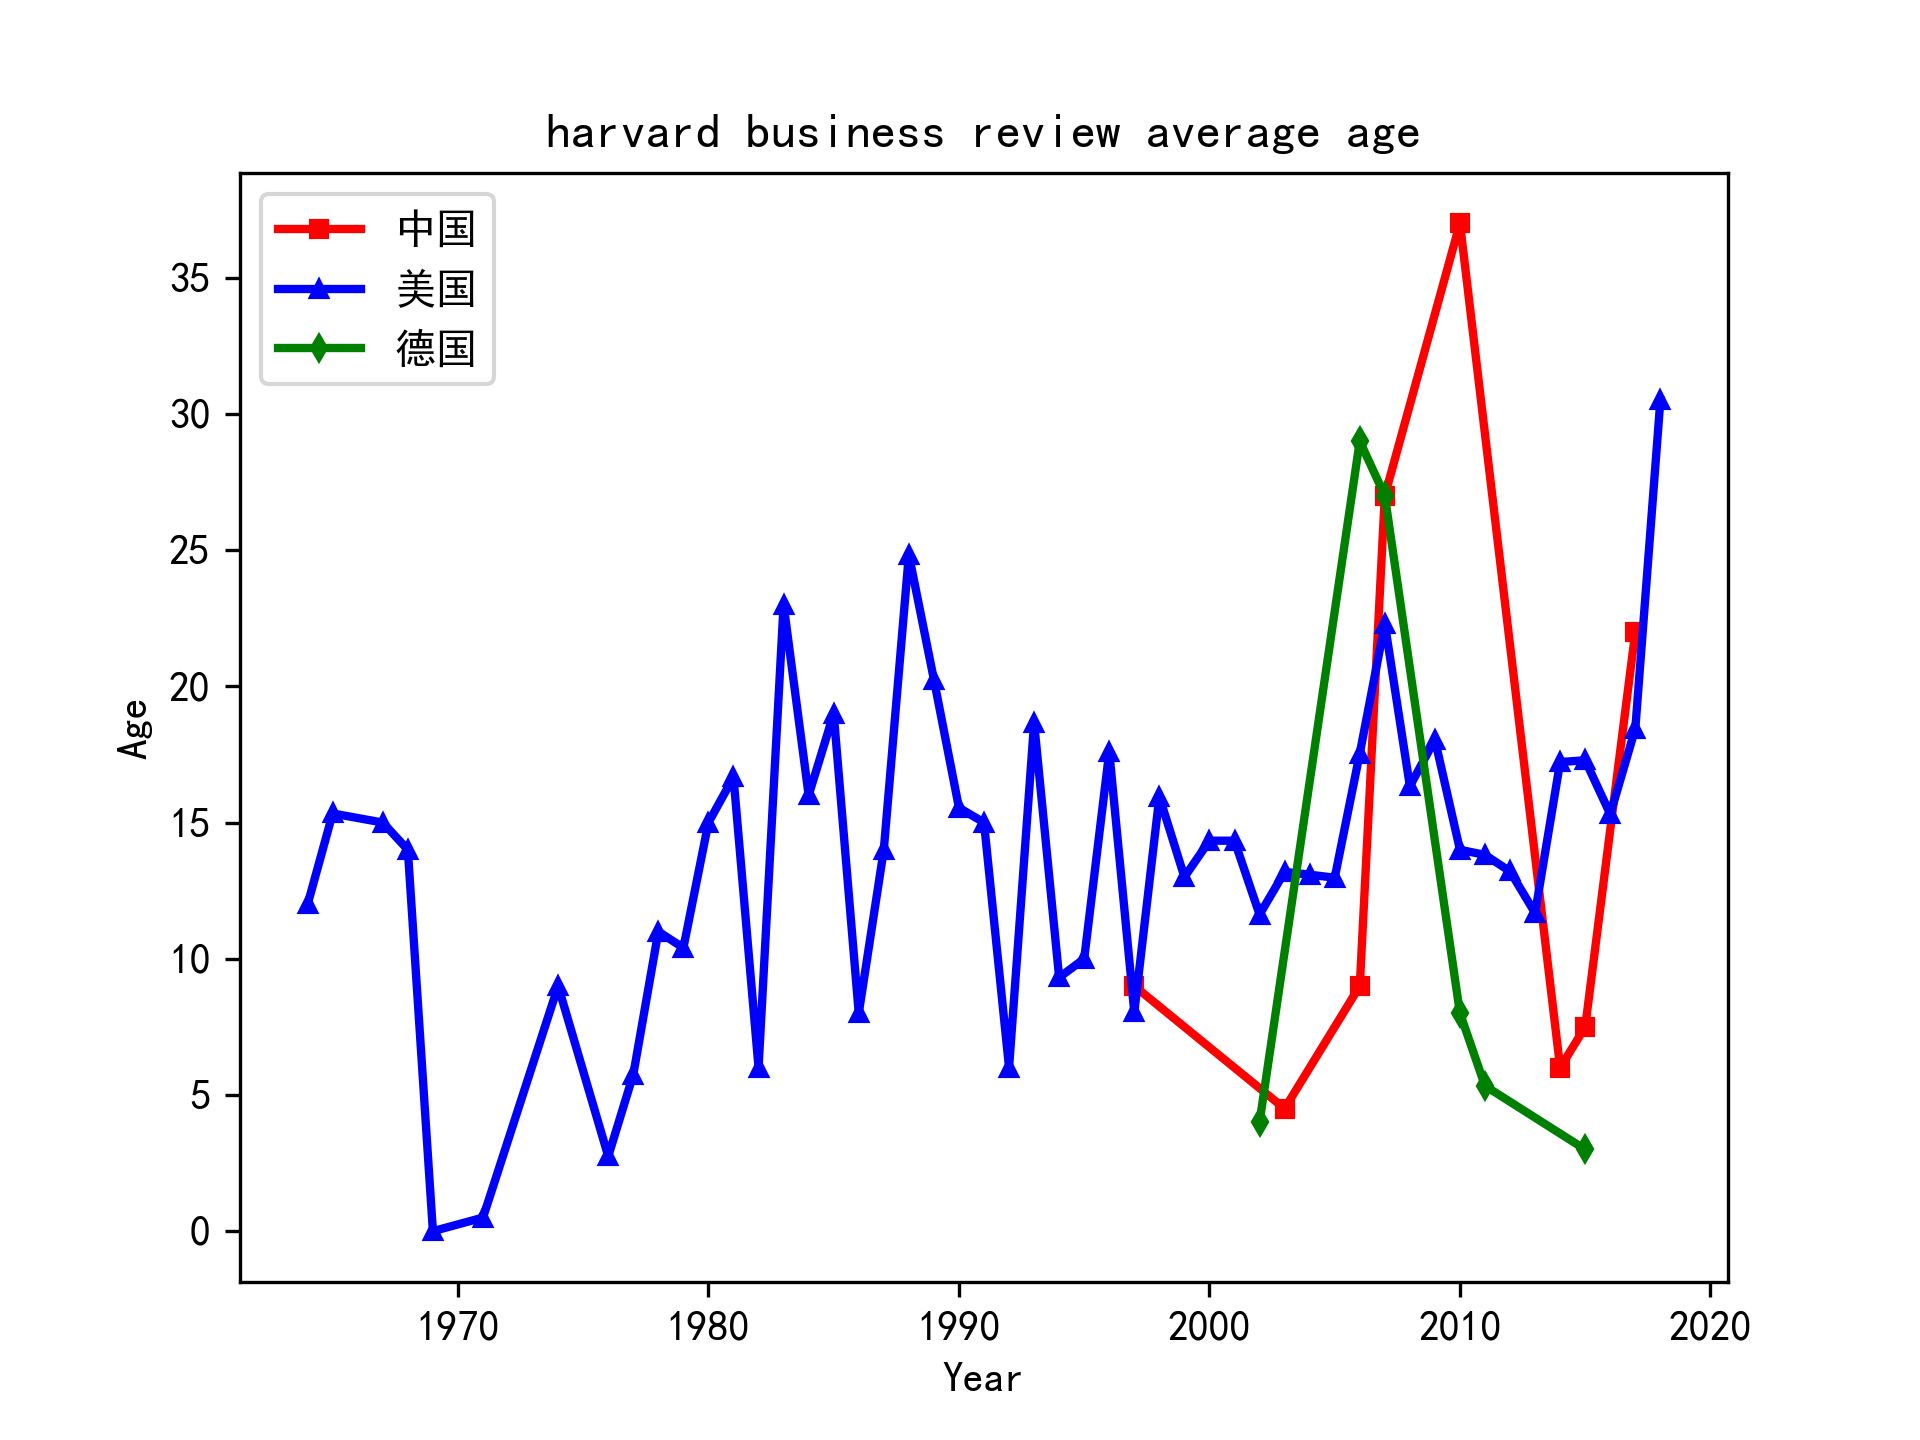 harvard business review average age
中国
美国
德国
35
30
25
20
15
10
5
0
Age
1970 1980 1990 2000 2010 2020
Year